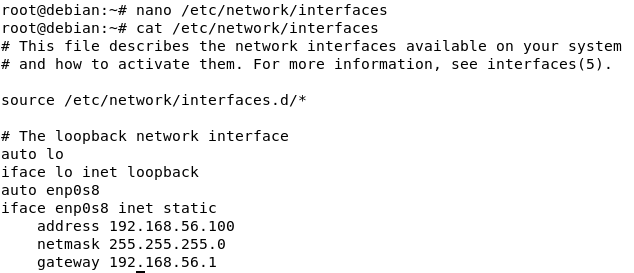 root@debian:~# nano /etc/network/interfaces
root@debian:~# cat /etc/network/interfaces
# This file describes the network interfaces available on your system
# and how to activate them. For more information, see interfaces(5).

source /etc/network/interfaces.d/*

# The loopback network interface
auto lo
iface lo inet loopback
auto enp0s8
iface enp0s8 inet static
    address 192.168.56.100
    netmask 255.255.255.0
    gateway 192.168.56.1